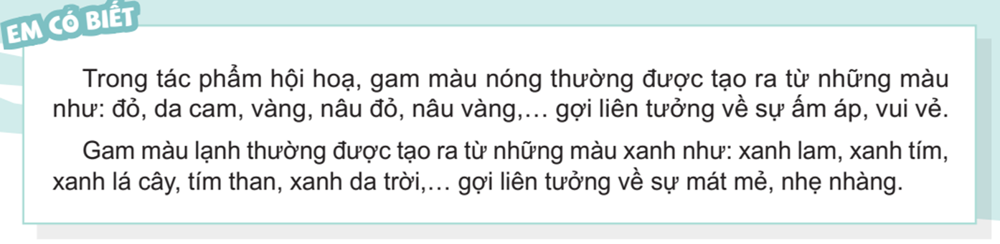 EM CÓ BIẾT
Trong tác phẩm hội hoạ, gam màu nóng thường được tạo ra từ những màu
như: đỏ, da cam, vàng, nâu đỏ, nâu vàng,... gợi liên tưởng về sự ấm áp, vui vẻ.
Gam màu lạnh thường được tạo ra từ những màu xanh như: xanh lam, xanh tím,
xanh lá cây, tím than, xanh da trời,... gợi liên tưởng về sự mát mẻ, nhẹ nhàng.